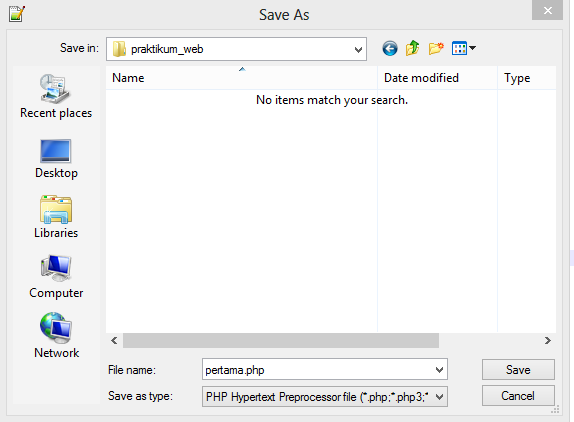 Save As
Save in: praktikum_web
Name Date modified Type
No items match your search.
Recent places
Desktop
Libraries
Computer
Network
File name: pertama.php Save
Save as type: PHP Hypertext Preprocessor file (*.php;*.php3;* Cancel